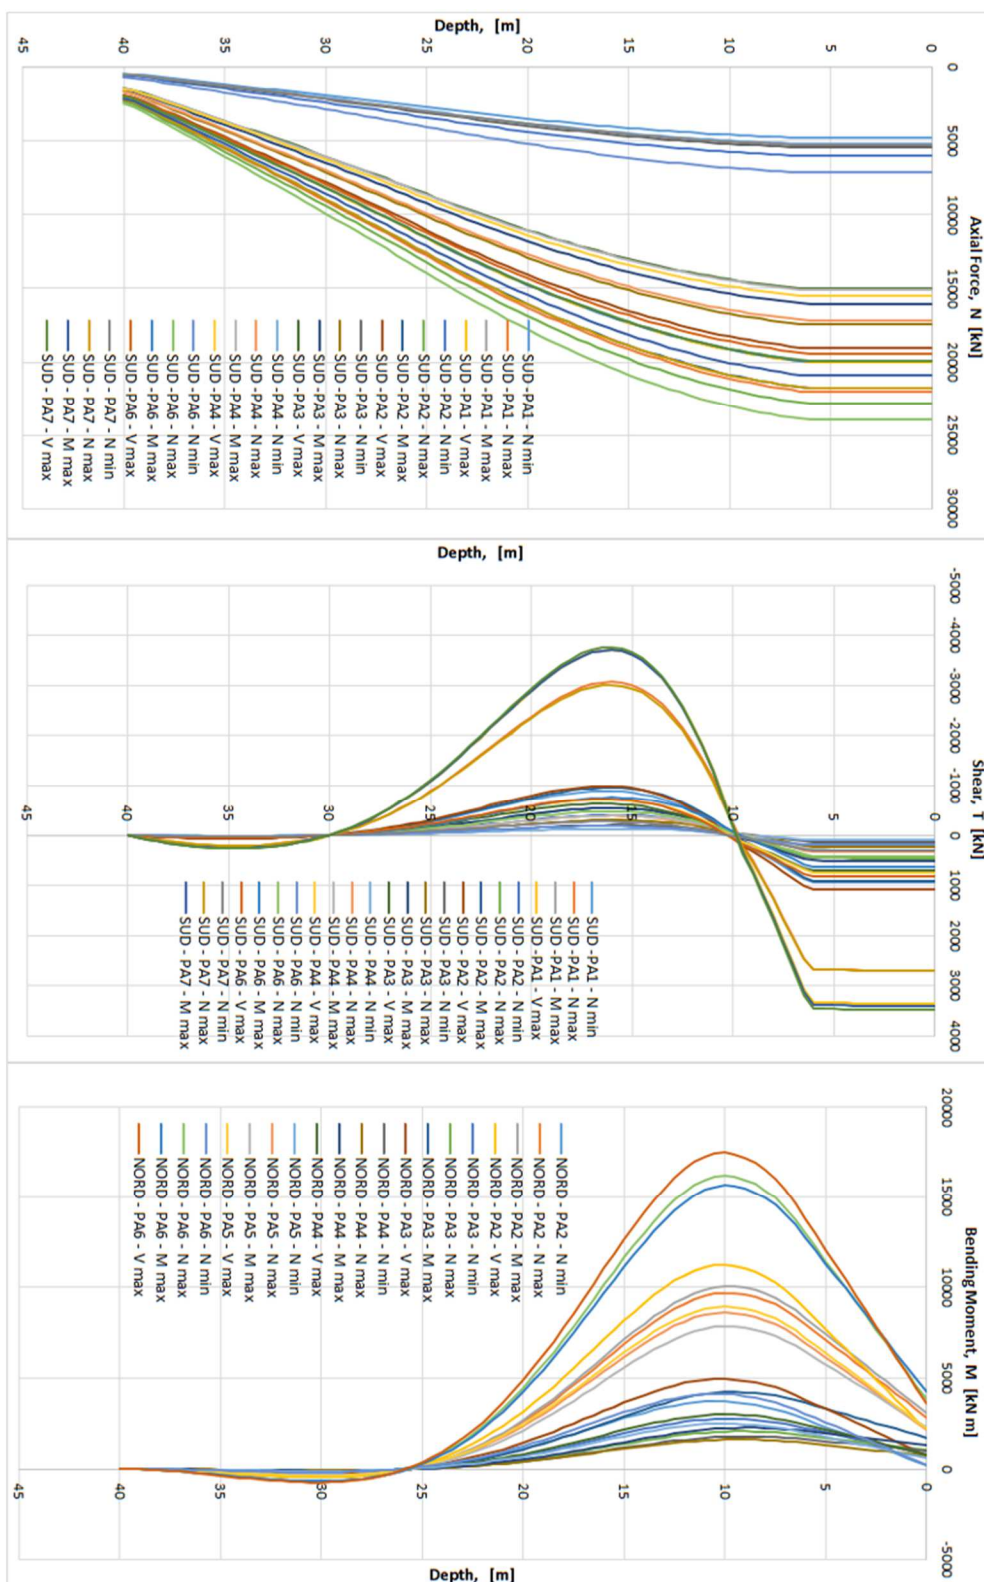 Axial Force, N [kN]
0
5000
10000
15000
20000
25000
30000
0
5
10
15
20
25
30
35
40
45
Depth, [m]
SUD -PA1 - N min
SUD -PA1 - N max
SUD -PA1 - M max
SUD -PA1 - V max
SUD - PA2 - N min
SUD - PA2 - N max
SUD - PA2 - M max
SUD - PA2 - V max
SUD - PA3 - N min
SUD - PA3 - N max
SUD - PA3 - M max
SUD - PA3 - V max
SUD - PA4 - N min
SUD - PA4 - N max
SUD - PA4 - M max
SUD - PA4 - V max
SUD - PA6 - N min
SUD - PA6 - N max
SUD - PA6 - M max
SUD - PA6 - V max
SUD - PA7 - N min
SUD - PA7 - N max
SUD - PA7 - M max
SUD - PA7 - V max
Shear, T [kN]
-5000
-4000
-3000
-2000
-1000
0
1000
2000
3000
4000
0
5
10
15
20
25
30
35
40
45
Depth, [m]
SUD -PA1 - N min
SUD -PA1 - N max
SUD -PA1 - M max
SUD -PA1 - V max
SUD - PA2 - N min
SUD - PA2 - N max
SUD - PA2 - M max
SUD - PA2 - V max
SUD - PA3 - N min
SUD - PA3 - N max
SUD - PA3 - M max
SUD - PA3 - V max
SUD - PA4 - N min
SUD - PA4 - N max
SUD - PA4 - M max
SUD - PA4 - V max
SUD - PA6 - N min
SUD - PA6 - N max
SUD - PA6 - M max
SUD - PA6 - V max
SUD - PA7 - N min
SUD - PA7 - N max
SUD - PA7 - M max
Bending Moment, M [kN m]
20000
15000
10000
5000
0
-5000
0
5
10
15
20
25
30
35
40
45
Depth, [m]
NORD - PA2 - N min
NORD - PA2 - N max
NORD - PA2 - M max
NORD - PA2 - V max
NORD - PA3 - N min
NORD - PA3 - N max
NORD - PA3 - M max
NORD - PA3 - V max
NORD - PA4 - N min
NORD - PA4 - N max
NORD - PA4 - M max
NORD - PA4 - V max
NORD - PA5 - N min
NORD - PA5 - N max
NORD - PA5 - M max
NORD - PA5 - V max
NORD - PA6 - N min
NORD - PA6 - N max
NORD - PA6 - M max
NORD - PA6 - V max